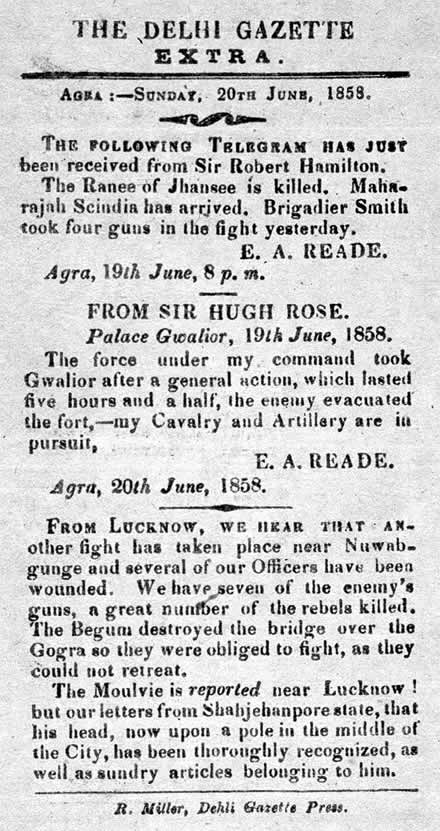 THE DELHI GAZETTE
EXTRA.
AGRA :—SUNDAY, 20TH JUNE, 1858.
THE FOLLOWING TELEGRAM HAS JUST
been received from Sir Robert Hamilton.
The Ranee of Jhansee is killed. Maha-
rajah Scindia has arrived. Brigadier Smith
took four guns in the fight yesterday.
E. A. READE.
Agra, 19th June, 8 p. m.
FROM SIR HUGH ROSE.
Palace Gwalior, 19th June, 1858.
The force under my command took
Gwalior after a general action, which lasted
five hours and a half, the enemy evacuated
the fort,—my Cavalry and Artillery are in
pursuit,
E. A. READE.
Agra, 20th June, 1858.
FROM LUCKNOW, WE HEAR THAT AN-
other fight has taken place near Nuwab-
gunge and several of our Officers have been
wounded. We have seven of the enemy's
guns, a great number of the rebels killed.
The Begum destroyed the bridge over the
Gogra so they were obliged to fight, as they
could not retreat.
The Moulvie is reported near Lucknow !
but our letters from Shahjehanpore state, that
his head, now upon a pole in the middle of
the City, has been thoroughly recognized, as
well as sundry articles belonging to him.
R. Miller, Dehli Gazette Press.